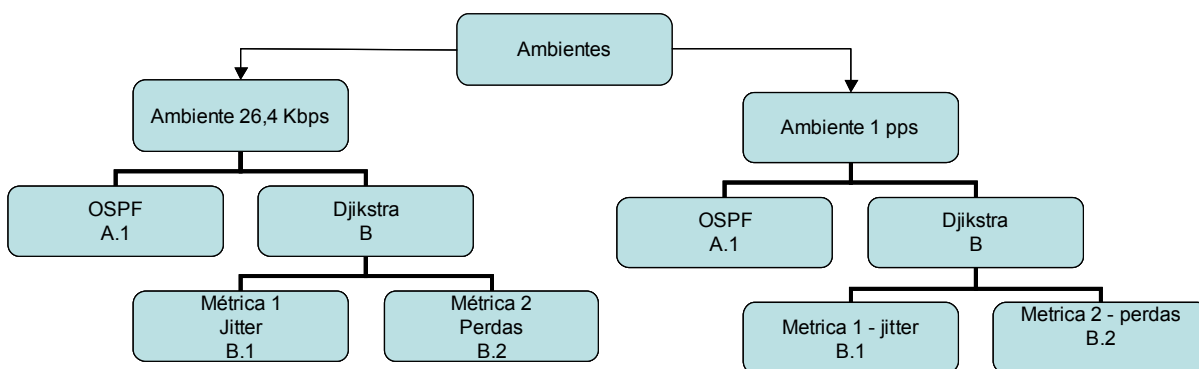 Ambientes
Ambiente 26,4 Kbps
Ambiente 1 pps
OSPF
A.1
Djikstra
B
OSPF
A.1
Djikstra
B
Métrica 1
Jitter
B.1
Métrica 2
Perdas
B.2
Metrica 1 - jitter
B.1
Metrica 2 - perdas
B.2